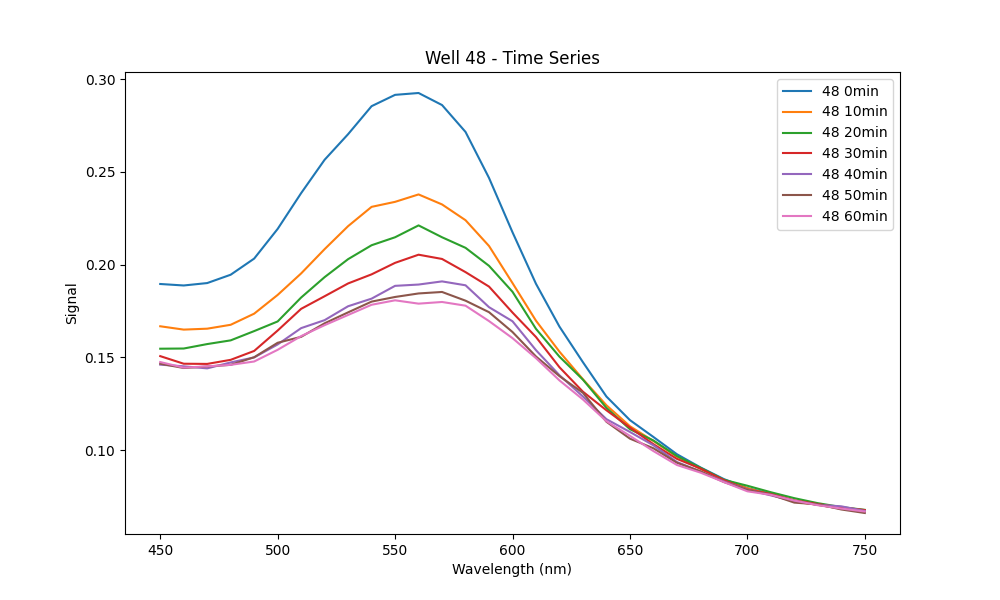 Well 48 - Time Series
Signal
0.30
0.25
0.20
0.15
0.10
48 0min
48 10min
48 20min
48 30min
48 40min
48 50min
48 60min
450 500 550 600 650 700 750
Wavelength (nm)